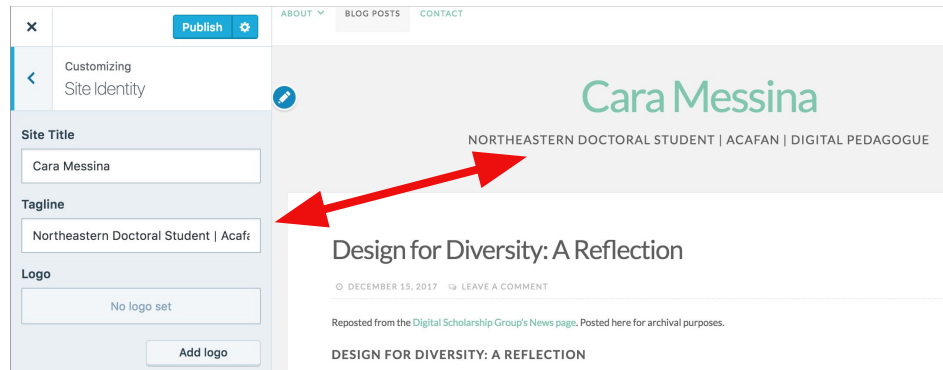 Publish
Customizing
Site Identity
Site Title
Cara Messina
Tagline
Northeastern Doctoral Student | Acafa
Logo
No logo set
Add logo
ABOUT BLOG POSTS CONTACT
Cara Messina
NORTHEASTERN DOCTORAL STUDENT | ACAFAN | DIGITAL PEDAGOGUE
Design for Diversity: A Reflection
DECEMBER 15, 2017 LEAVE A COMMENT
Reposted from the Digital Scholarship Group's News page. Posted here for archival purposes.
DESIGN FOR DIVERSITY: A REFLECTION